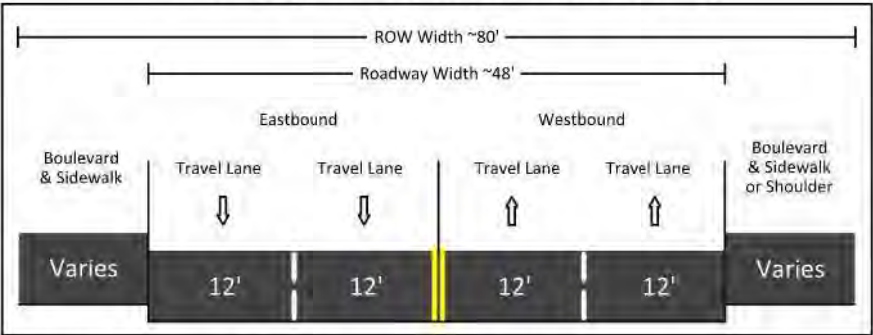 ROW Width ~80'
Roadway Width ~48'
Eastbound
Westbound
Boulevard
& Sidewalk
Travel Lane
Travel Lane
Travel Lane
Travel Lane
Boulevard
& Sidewalk
or Shoulder
Varies
12'
12'
12'
12'
Varies